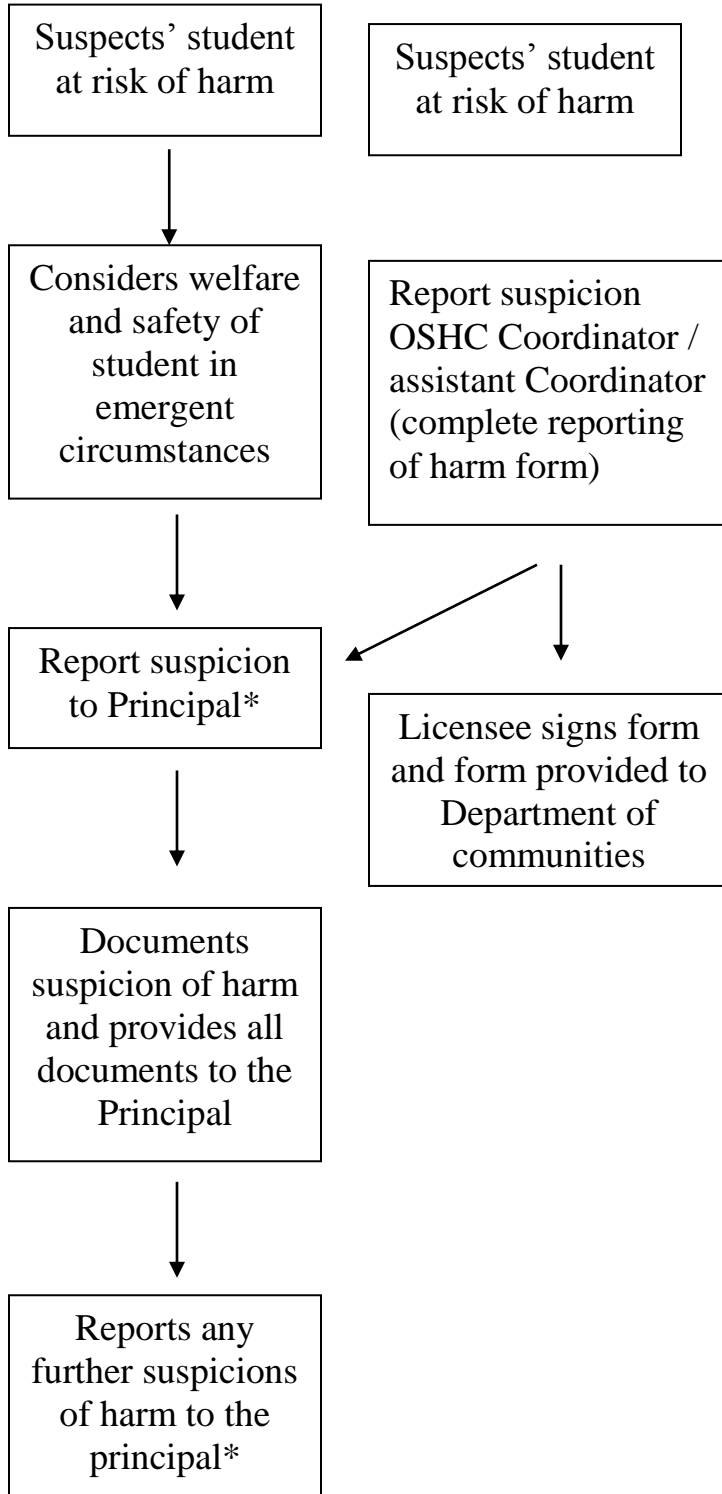 Suspects’ student
at risk of harm
Suspects’ student
at risk of harm
Considers welfare
and safety of
student in
emergent
circumstances
Report suspicion
OSHC Coordinator /
assistant Coordinator
(complete reporting
of harm form)
Report suspicion
to Principal*
Licensee signs form
and form provided to
Department of
communities
Documents
suspicion of harm
and provides all
documents to the
Principal
Reports any
further suspicions
of harm to the
principal*